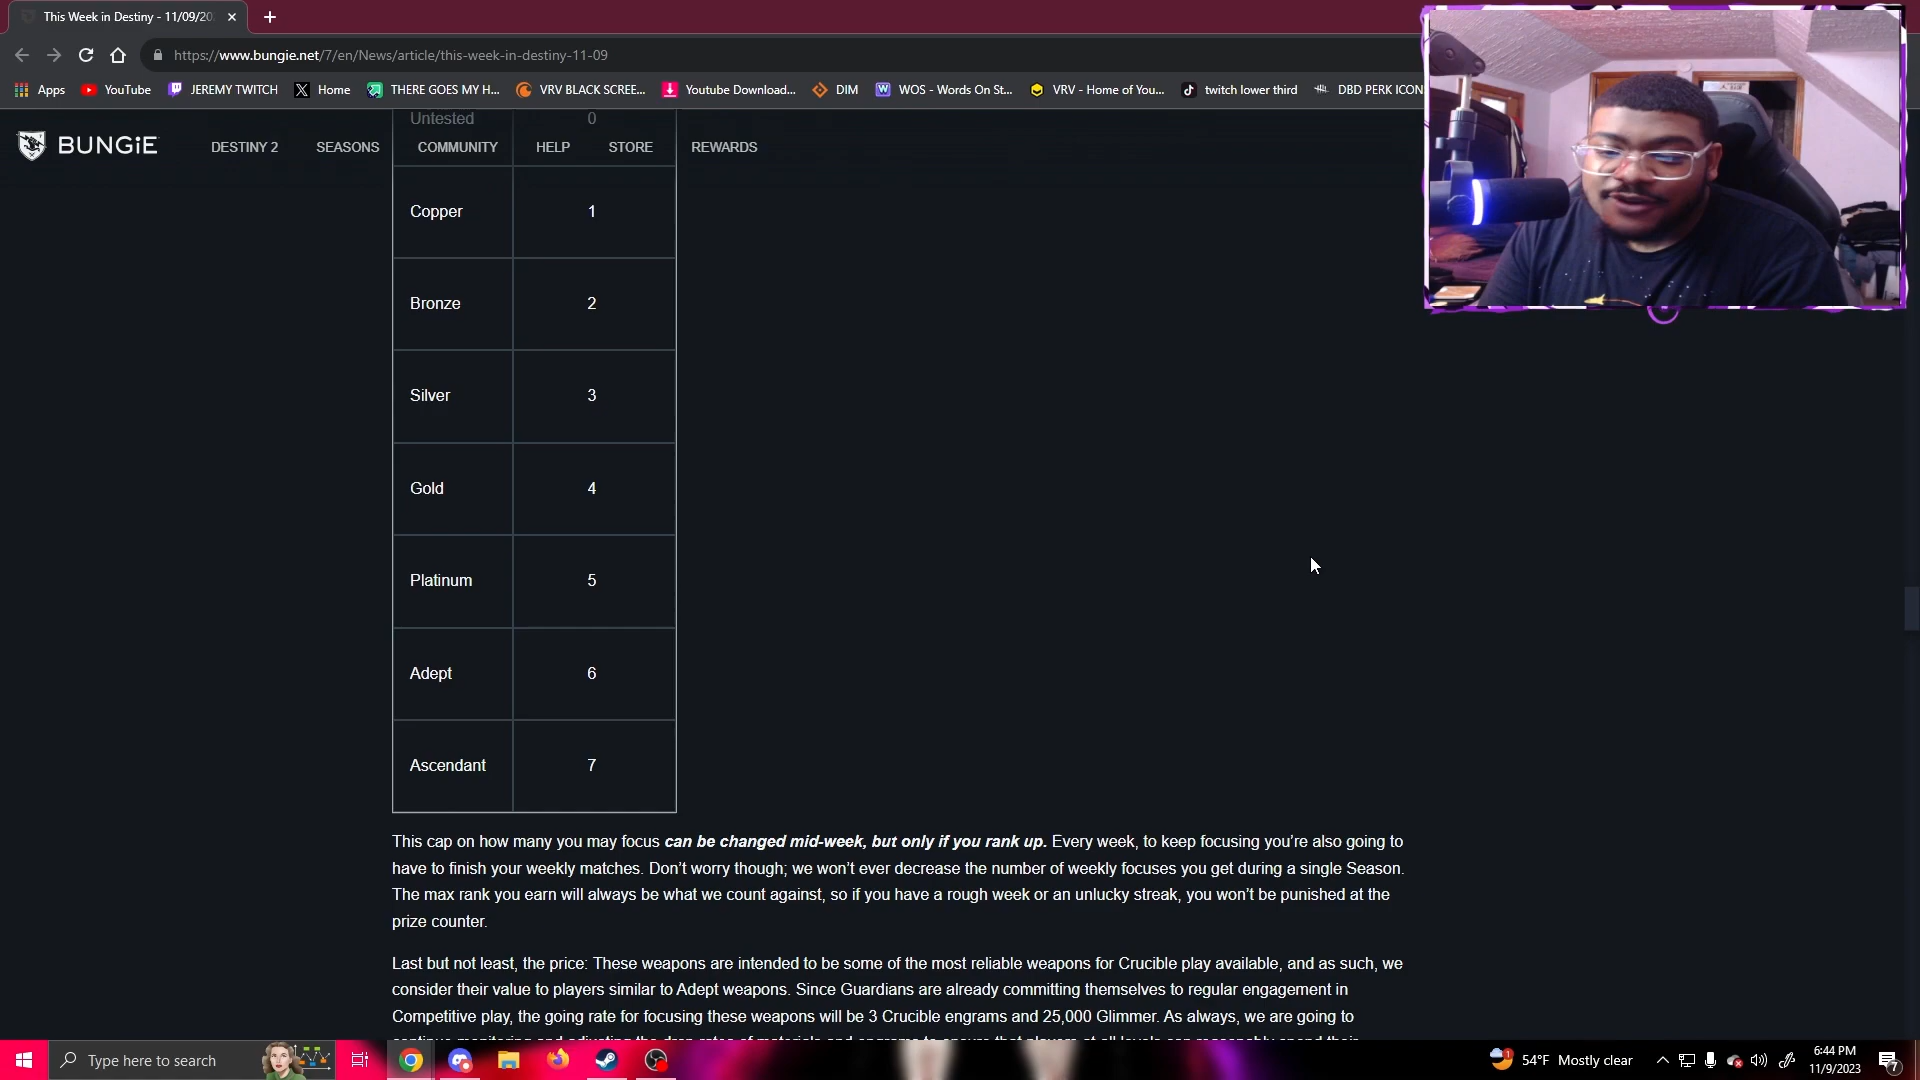 This Week in Destiny - 11/09/20
https://www.bungie.net/7/en/News/article/this-week-in-destiny-11-09
Apps YouTube JEREMY TWITCH Home THERE GOES MY H... VRV BLACK SCREE... Youtube Download... DIM WOS - Words On St... VRV - Home of You... twitch lower third DBD PERK ICON
Untested 0
BUNGiE DESTINY 2 SEASONS COMMUNITY HELP STORE REWARDS
Copper 1
Bronze 2
Silver 3
Gold 4
Platinum 5
Adept 6
Ascendant 7
This cap on how many you may focus can be changed mid-week, but only if you rank up. Every week, to keep focusing you’re also going to
have to finish your weekly matches. Don’t worry though; we won’t ever decrease the number of weekly focuses you get during a single Season.
The max rank you earn will always be what we count against, so if you have a rough week or an unlucky streak, you won’t be punished at the
prize counter.
Last but not least, the price: These weapons are intended to be some of the most reliable weapons for Crucible play available, and as such, we
consider their value to players similar to Adept weapons. Since Guardians are already committing themselves to regular engagement in
Competitive play, the going rate for focusing these weapons will be 3 Crucible engrams and 25,000 Glimmer. As always, we are going to
Type here to search
54°F Mostly clear
6:44 PM
11/9/2023
7